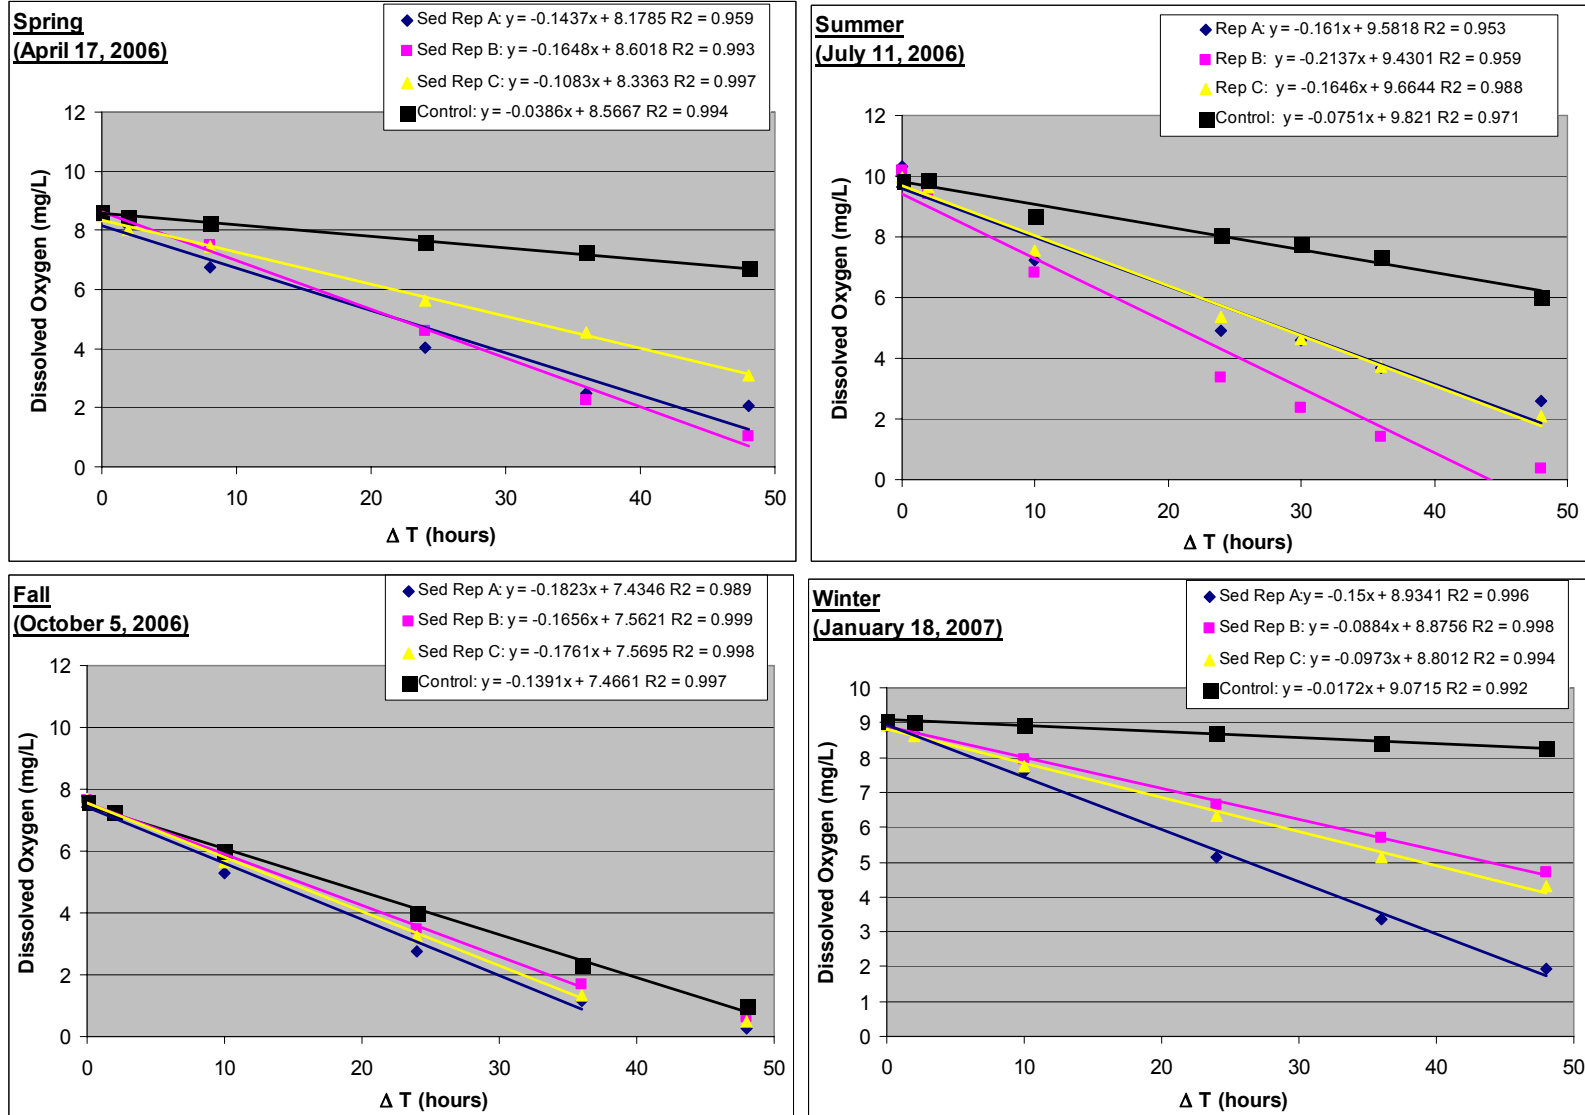 Spring
(April 17, 2006)
Sed Rep A: y = -0.1437x + 8.1785 R2 = 0.959
Sed Rep B: y = -0.1648x + 8.6018 R2 = 0.993
Sed Rep C: y = -0.1083x + 8.3363 R2 = 0.997
Control: y = -0.0386x + 8.5667 R2 = 0.994
12
10
8
6
4
2
0
Dissolved Oxygen (mg/L)
0 10 20 30 40 50
Δ T (hours)
Summer
(July 11, 2006)
Rep A: y = -0.161x + 9.5818 R2 = 0.953
Rep B: y = -0.2137x + 9.4301 R2 = 0.959
Rep C: y = -0.1646x + 9.6644 R2 = 0.988
Control: y = -0.0751x + 9.821 R2 = 0.971
12
10
8
6
4
2
0
Dissolved Oxygen (mg/L)
0 10 20 30 40 50
Δ T (hours)
Fall
(October 5, 2006)
Sed Rep A: y = -0.1823x + 7.4346 R2 = 0.989
Sed Rep B: y = -0.1656x + 7.5621 R2 = 0.999
Sed Rep C: y = -0.1761x + 7.5695 R2 = 0.998
Control: y = -0.1391x + 7.4661 R2 = 0.997
12
10
8
6
4
2
0
Dissolved Oxygen (mg/L)
0 10 20 30 40 50
Δ T (hours)
Winter
(January 18, 2007)
Sed Rep A:y = -0.15x + 8.9341 R2 = 0.996
Sed Rep B: y = -0.0884x + 8.8756 R2 = 0.998
Sed Rep C: y = -0.0973x + 8.8012 R2 = 0.994
Control: y = -0.0172x + 9.0715 R2 = 0.992
10
9
8
7
6
5
4
3
2
1
0
Dissolved Oxygen (mg/L)
0 10 20 30 40 50
Δ T (hours)